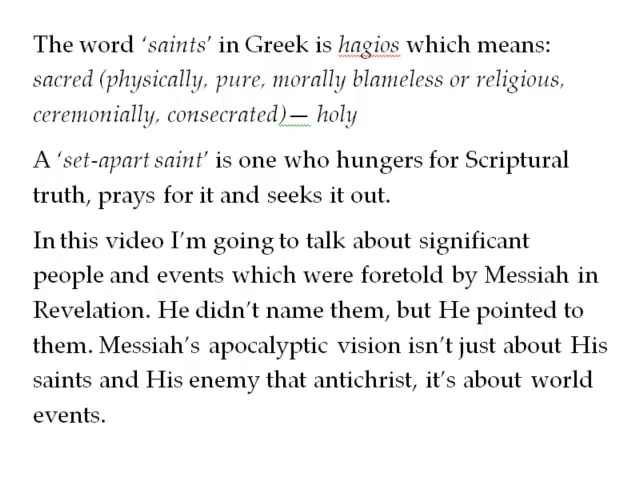 The word ‘saints’ in Greek is hagios which means:
sacred (physically, pure, morally blameless or religious,
ceremonially, consecrated)— holy
A ‘set-apart saint’ is one who hungers for Scriptural
truth, prays for it and seeks it out.
In this video I’m going to talk about significant
people and events which were foretold by Messiah in
Revelation. He didn’t name them, but He pointed to
them. Messiah’s apocalyptic vision isn’t just about His
saints and His enemy that antichrist, it’s about world
events.